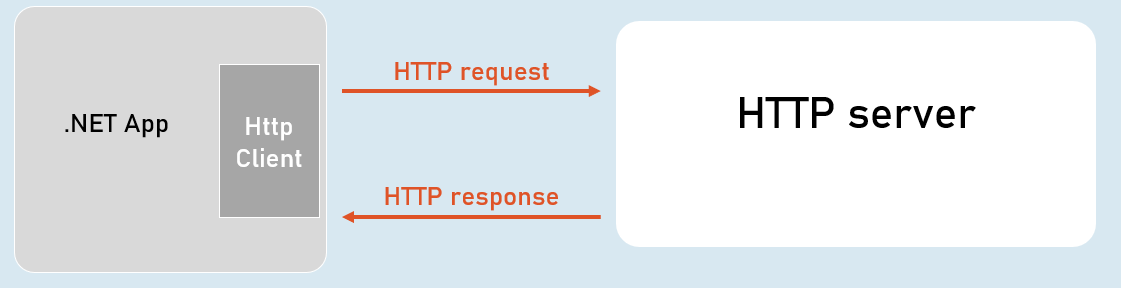 .NET App
Http
Client
HTTP request
HTTP response
HTTP server